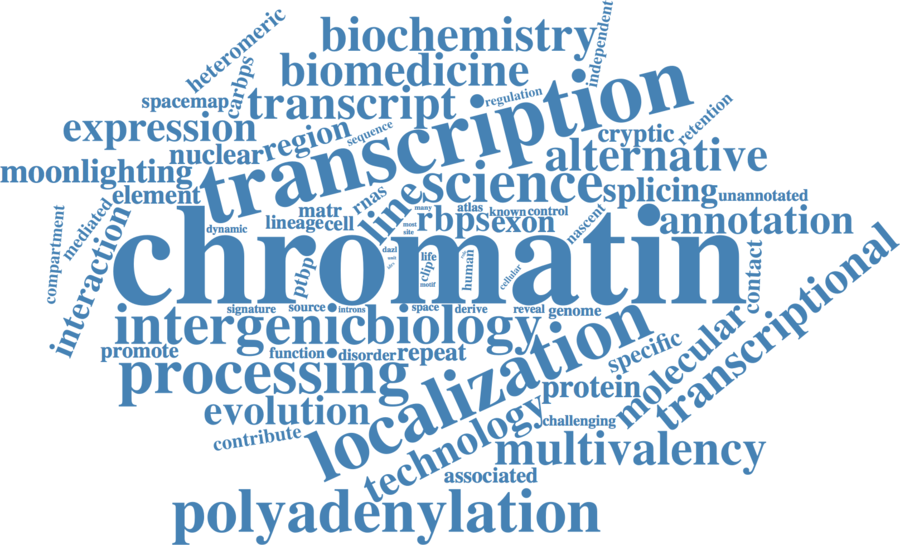 biochemistry
independent
heteromeric
biomedicine
carbps
spacemap
transcript
regulation
transcription
expression
sequence
cryptic
retention
nuclear
region
alternative
moonlighting
science
splicing
unannotated
element
rnas
line
matr
many
atlas
known
control
lineage
cell
rbps
exon
nascent
annotation
compartment
mediated
interaction
dynamic
most
site
chromatin
dazl
life
clip
motif
human
cellular
ptbp
contact
transcriptional
signature
source
introns
space
derive
reveal
genome
intergenic
biology
promote
function
disorder
repeat
localization
specific
molecular
processing
protein
evolution
technology
challenging
contribute
multivalency
associated
polyadenylation